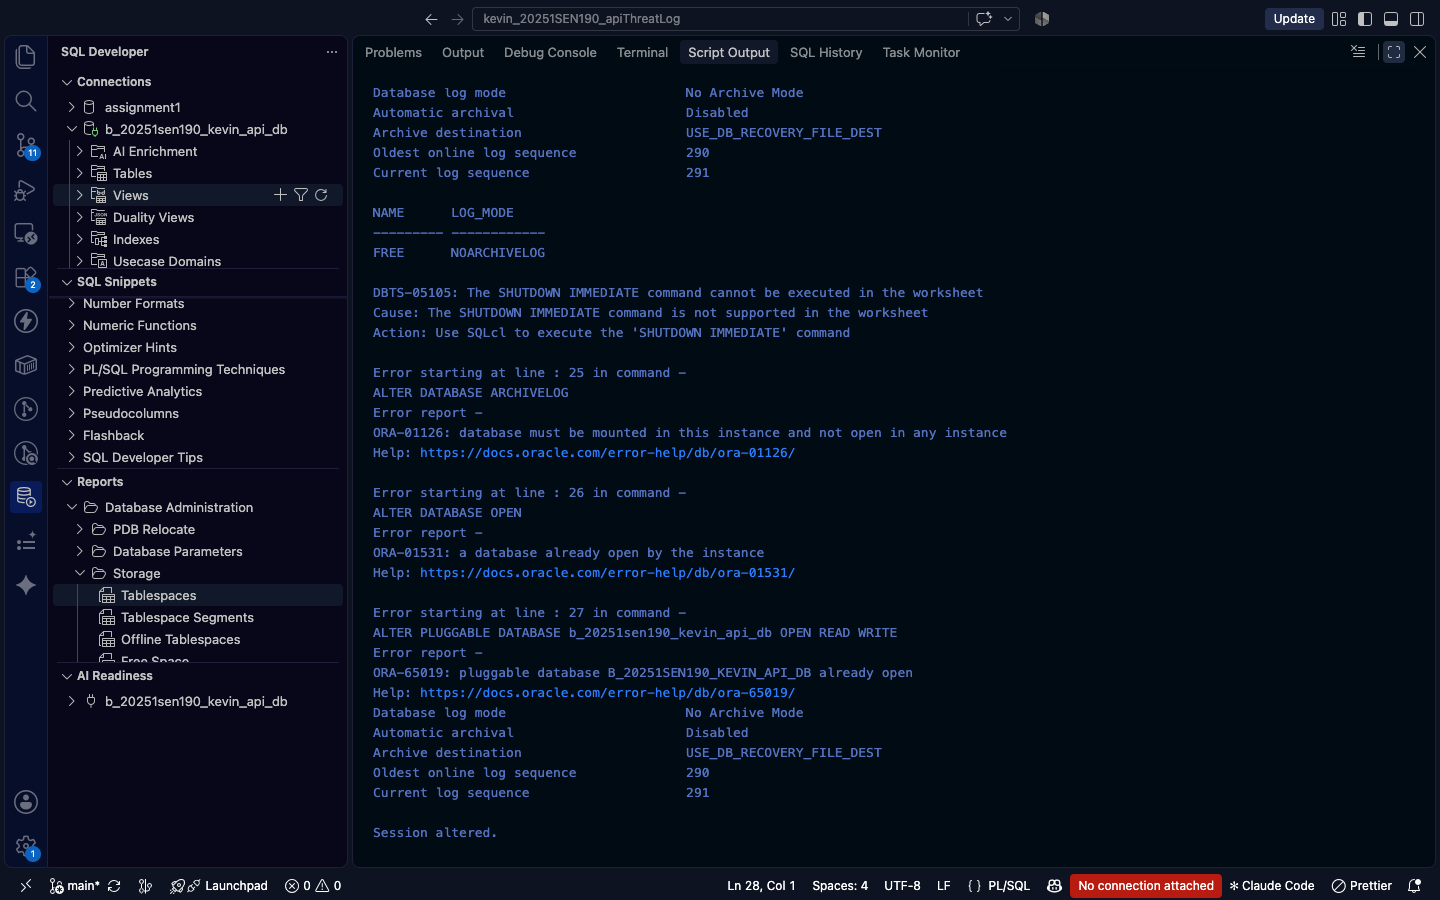 kevin_20251SEN190_apiThreatLog
Update
SQL Developer
Connections
assignment1
b_20251sen190_kevin_api_db
AI Enrichment
Tables
Views
Duality Views
Indexes
Usecase Domains
SQL Snippets
Number Formats
Numeric Functions
Optimizer Hints
PL/SQL Programming Techniques
Predictive Analytics
Pseudocolumns
Flashback
SQL Developer Tips
Reports
Database Administration
PDB Relocate
Database Parameters
Storage
Tablespaces
Tablespace Segments
Offline Tablespaces
Free Space
AI Readiness
b_20251sen190_kevin_api_db
11
2
1
Problems Output Debug Console Terminal Script Output SQL History Task Monitor
Database log mode No Archive Mode
Automatic archival Disabled
Archive destination USE_DB_RECOVERY_FILE_DEST
Oldest online log sequence 290
Current log sequence 291
NAME LOG_MODE
--------- ------------
FREE NOARCHIVELOG
DBTS-05105: The SHUTDOWN IMMEDIATE command cannot be executed in the worksheet
Cause: The SHUTDOWN IMMEDIATE command is not supported in the worksheet
Action: Use SQLcl to execute the 'SHUTDOWN IMMEDIATE' command
Error starting at line : 25 in command -
ALTER DATABASE ARCHIVELOG
Error report -
ORA-01126: database must be mounted in this instance and not open in any instance
Help: https://docs.oracle.com/error-help/db/ora-01126/
Error starting at line : 26 in command -
ALTER DATABASE OPEN
Error report -
ORA-01531: a database already open by the instance
Help: https://docs.oracle.com/error-help/db/ora-01531/
Error starting at line : 27 in command -
ALTER PLUGGABLE DATABASE b_20251sen190_kevin_api_db OPEN READ WRITE
Error report -
ORA-65019: pluggable database B_20251SEN190_KEVIN_API_DB already open
Help: https://docs.oracle.com/error-help/db/ora-65019/
Database log mode No Archive Mode
Automatic archival Disabled
Archive destination USE_DB_RECOVERY_FILE_DEST
Oldest online log sequence 290
Current log sequence 291
Session altered.
main* Launchpad 0 0 Ln 28, Col 1 Spaces: 4 UTF-8 LF { } PL/SQL No connection attached Claude Code Prettier